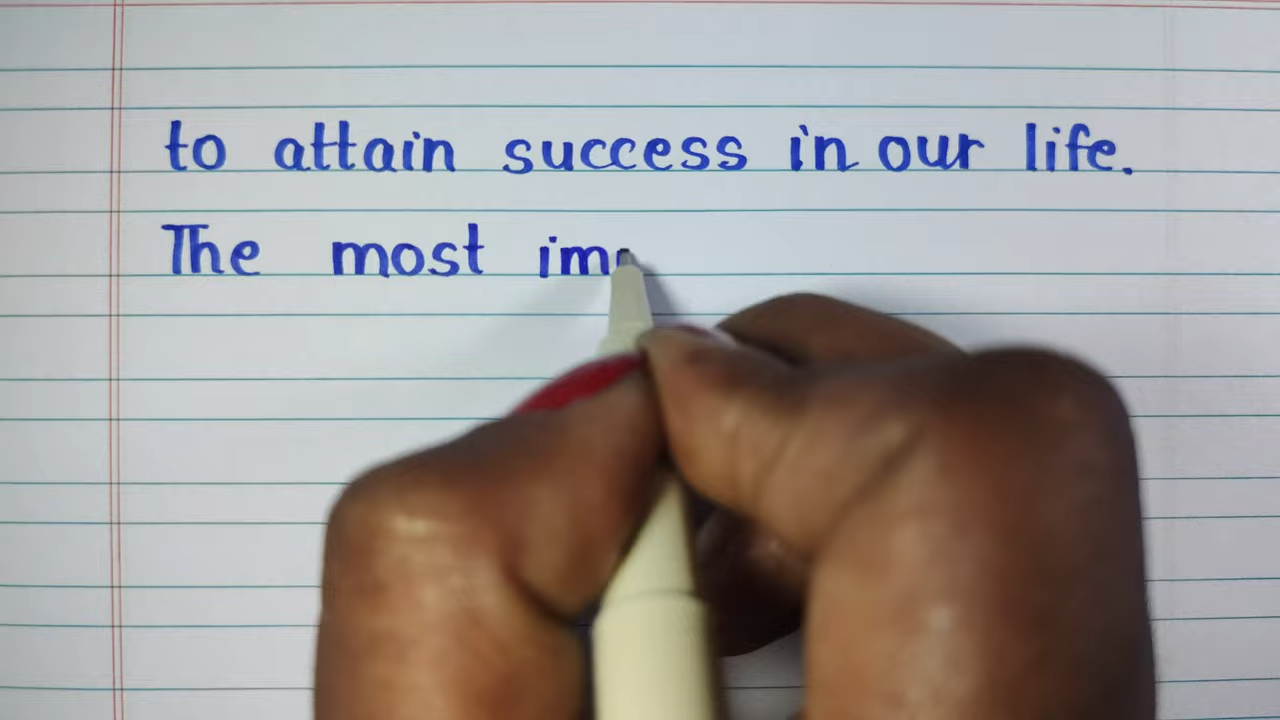 to attain success in our life.
The most im